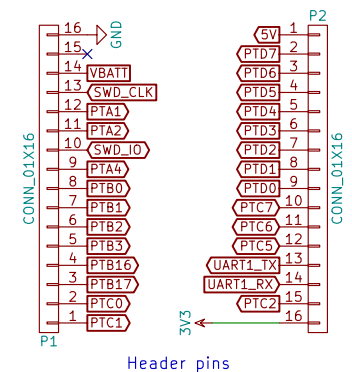 P2
16 GND 5V 1
15 PTD7 2
14 VBATT PTD6 3
13 SWD_CLK PTD5 4
12 PTA1 PTD4 5
11 PTA2 PTD3 6
10 SWD_IO PTD2 7
9 PTA4 PTD1 8
8 PTB0 PTD0 9
7 PTB1 PTC7 10
6 PTB2 PTC6 11
5 PTB3 PTC5 12
4 PTB16 UART1_TX 13
3 PTB17 UART1_RX 14
2 PTC0 PTC2 15
1 PTC1 3V3 16
CONN_01X16 CONN_01X16
P1
Header pins